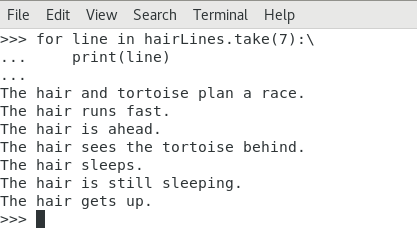 File Edit View Search Terminal Help
>>> for line in hairLines.take(7):\
...     print(line)
...
The hair and tortoise plan a race.
The hair runs fast.
The hair is ahead.
The hair sees the tortoise behind.
The hair sleeps.
The hair is still sleeping.
The hair gets up.
>>>